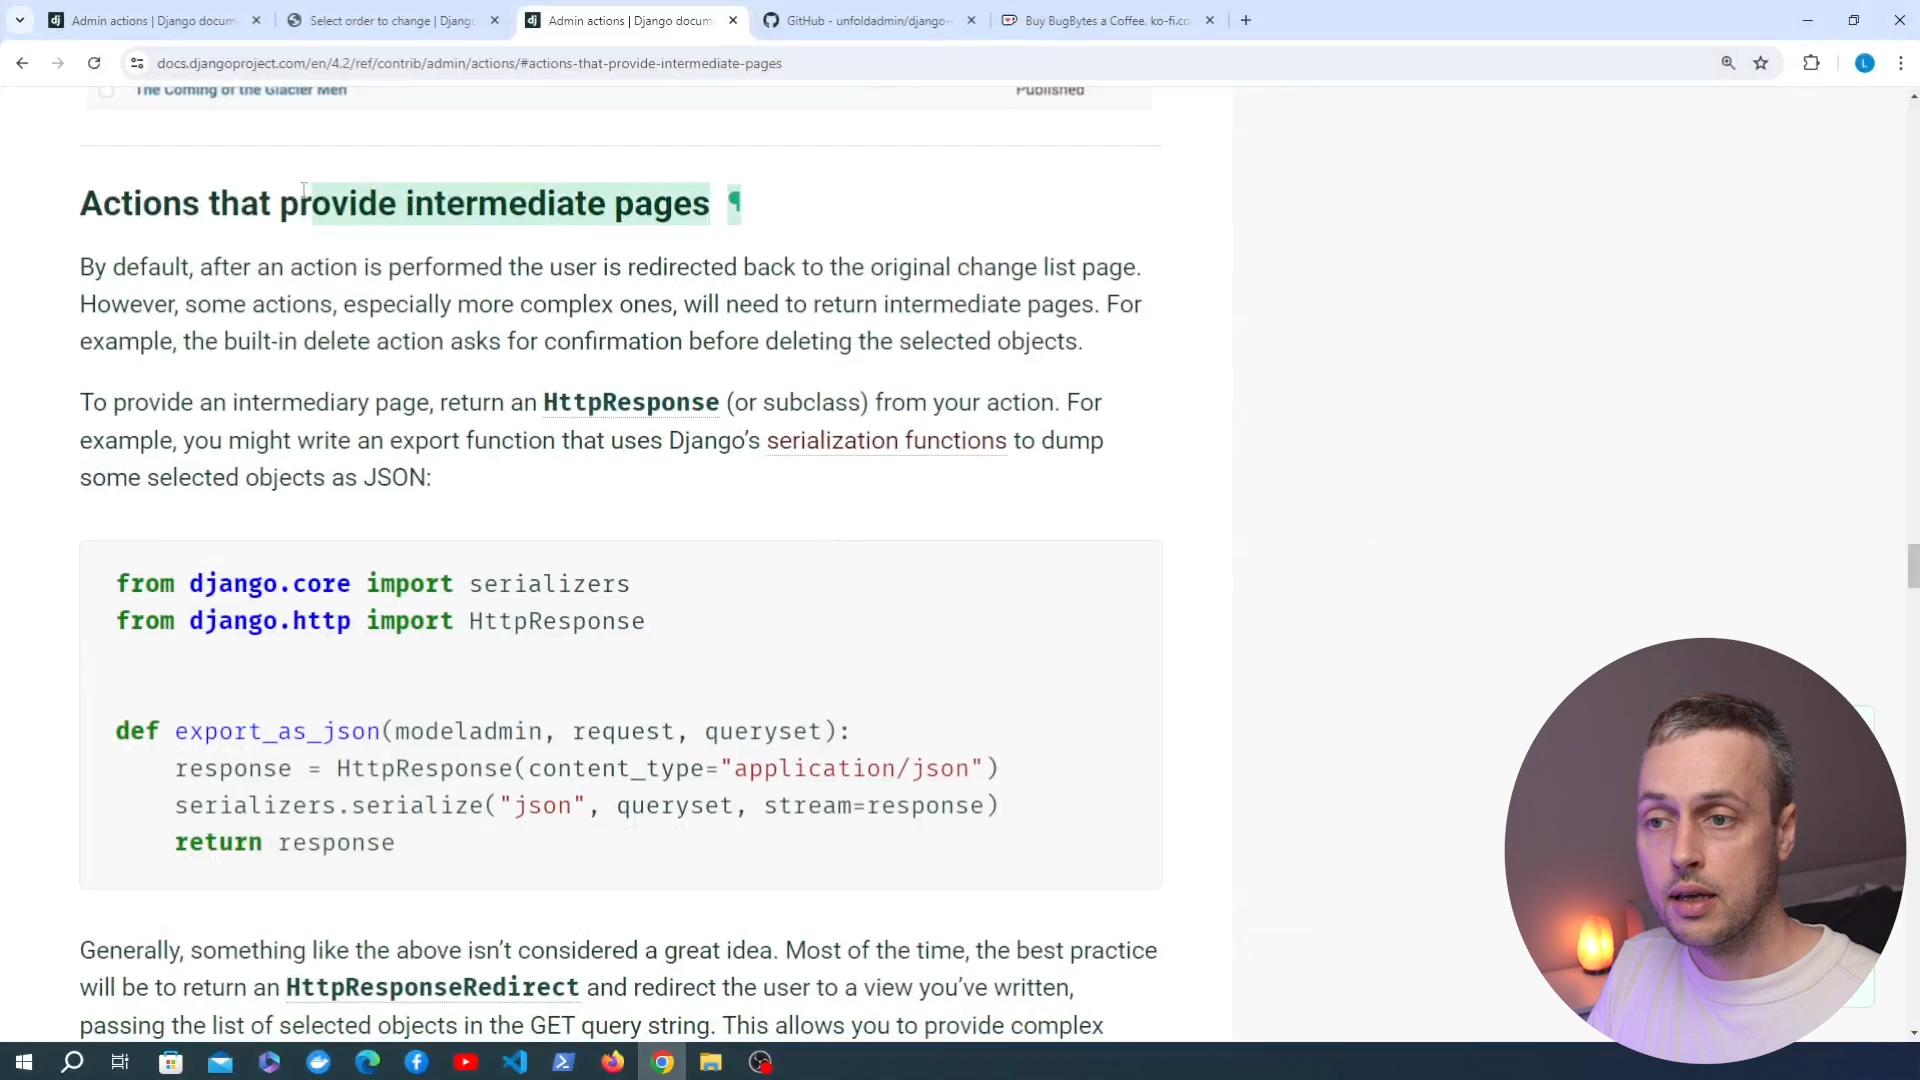 Admin actions | Django docum
Select order to change | Djang
Admin actions | Django docum
GitHub - unfoldadmin/django-
Buy BugBytes a Coffee. ko-fi.co
docs.djangoproject.com/en/4.2/ref/contrib/admin/actions/#actions-that-provide-intermediate-pages
L
The Coming of the Glacier Men Published
Actions that provide intermediate pages ¶
By default, after an action is performed the user is redirected back to the original change list page.
However, some actions, especially more complex ones, will need to return intermediate pages. For
example, the built-in delete action asks for confirmation before deleting the selected objects.
To provide an intermediary page, return an HttpResponse (or subclass) from your action. For
example, you might write an export function that uses Django’s serialization functions to dump
some selected objects as JSON:
from django.core import serializers
from django.http import HttpResponse
def export_as_json(modeladmin, request, queryset):
response = HttpResponse(content_type="application/json")
serializers.serialize("json", queryset, stream=response)
return response
Generally, something like the above isn’t considered a great idea. Most of the time, the best practice
will be to return an HttpResponseRedirect and redirect the user to a view you’ve written,
passing the list of selected objects in the GET query string. This allows you to provide complex